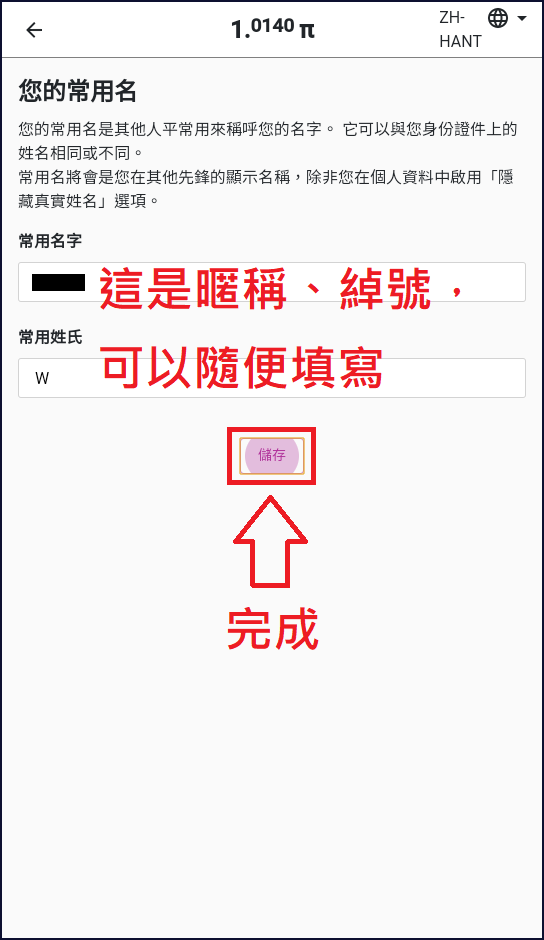 1.0140 π
ZH-
HANT
您的常用名
您的常用名是其他人平常用來稱呼您的名字。 它可以與您身份證件上的
姓名相同或不同。
常用名將會是您在其他先鋒的顯示名稱，除非您在個人資料中啟用「隱
藏真實姓名」選項。
常用名字
這是暱稱、綽號，
常用姓氏
W
可以隨便填寫
儲存
完成